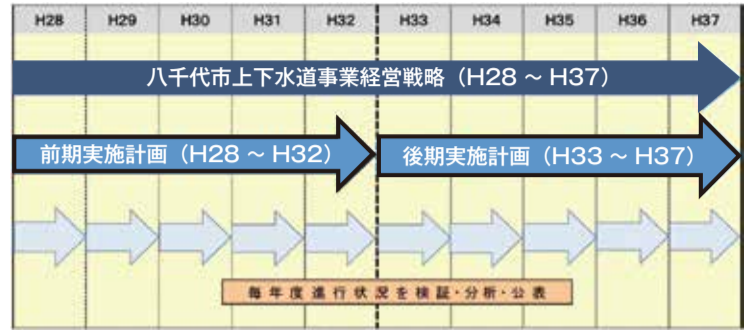 H28 H29 H30 H31 H32 H33 H34 H35 H36 H37
八千代市上下水道事業経営戦略（H28 ～ H37）
前期実施計画（H28 ～ H32） 後期実施計画（H33 ～ H37）
毎年度進行状況を検証・分析・公表